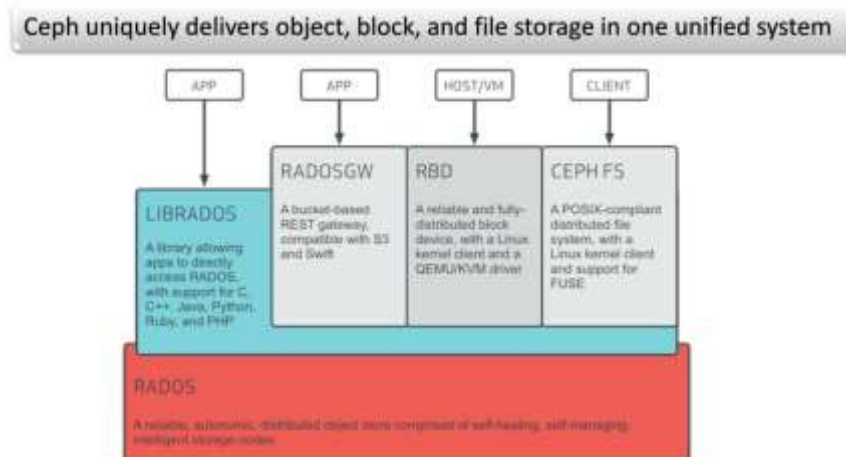 Ceph uniquely delivers object, block, and file storage in one unified system
APP
APP
HOST/VM
CLIENT
RADOSGW
A bucket-based
REST gateway,
compatible with S3
and Swift
RBD
A reliable and fully-
distributed block
device, with a Linux
kernel client and a
QEMU/KVM driver
CEPH FS
A POSIX-compliant
distributed file
system, with a
Linux kernel client
and support for
FUSE
LIBRADOS
A library allowing
apps to directly
access RADOS,
with support for C,
C++, Java, Python,
Ruby, and PHP
RADOS
A reliable, autonomic, distributed object store comprised of self-healing, self-managing,
intelligent storage nodes